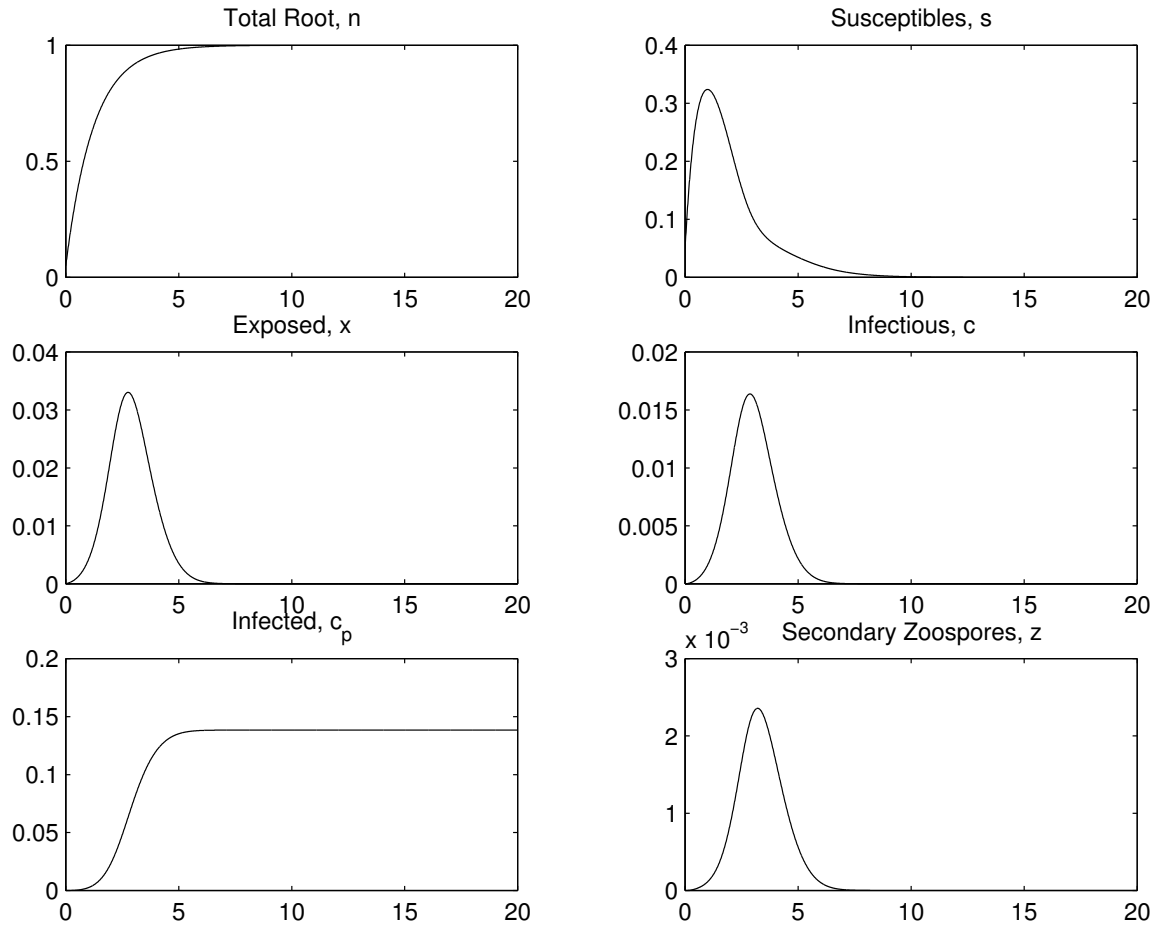 Total Root, n
1
0.5
0
0 5 10 15 20
Susceptibles, s
0.4
0.3
0.2
0.1
0
0 5 10 15 20
Exposed, x
0.04
0.03
0.02
0.01
0
0 5 10 15 20
Infectious, c
0.02
0.015
0.01
0.005
0
0 5 10 15 20
Infected, cp
0.2
0.15
0.1
0.05
0
0 5 10 15 20
x 10−3 Secondary Zoospores, z
3
2
1
0
0 5 10 15 20